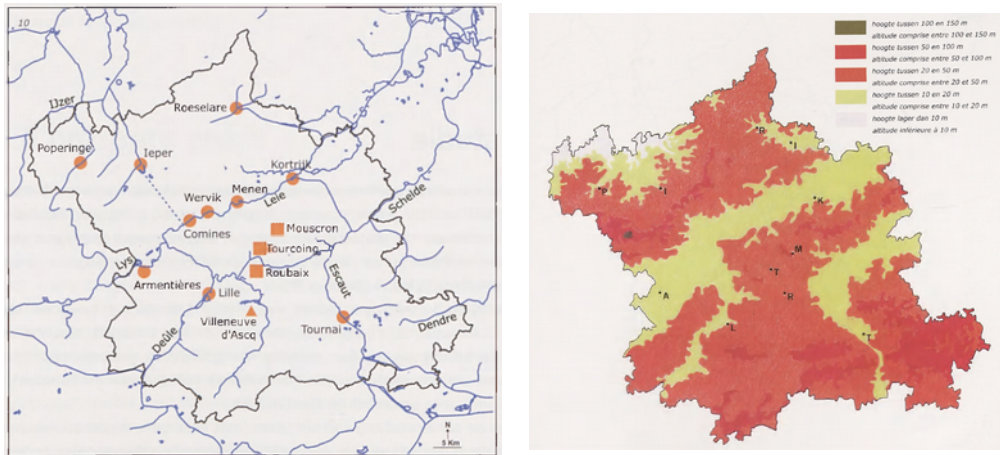 10
IJzer
Roeselare
Poperinge
Ieper
Kortrijk
Wervik
Menen
Leie
Schelde
Comines
Mouscron
Tourcoing
Lys
Roubaix
Armentières
Lille
Escaut
Villeneuve
d'Ascq
Tournai
Dendre
Deûle
N
5 Km
hoogte tussen 100 en 150 m
altitude comprise entre 100 et 150 m
hoogte tussen 50 en 100 m
altitude comprise entre 50 et 100 m
hoogte tussen 20 en 50 m
altitude comprise entre 20 et 50 m
hoogte tussen 10 en 20 m
altitude comprise entre 10 et 20 m
hoogte lager dan 10 m
altitude inférieure à 10 m
R
I
P
I
K
M
T
A
R
L
T